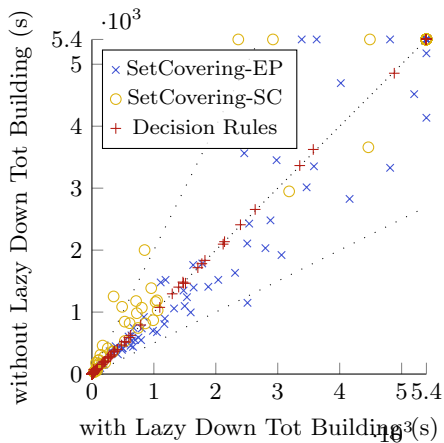 ·10³
5.4
5
4
3
2
1
0
without Lazy Down Tot Building (s)
SetCovering-EP
SetCovering-SC
Decision Rules
0 1 2 3 4 5 5.4
·10³
with Lazy Down Tot Building (s)